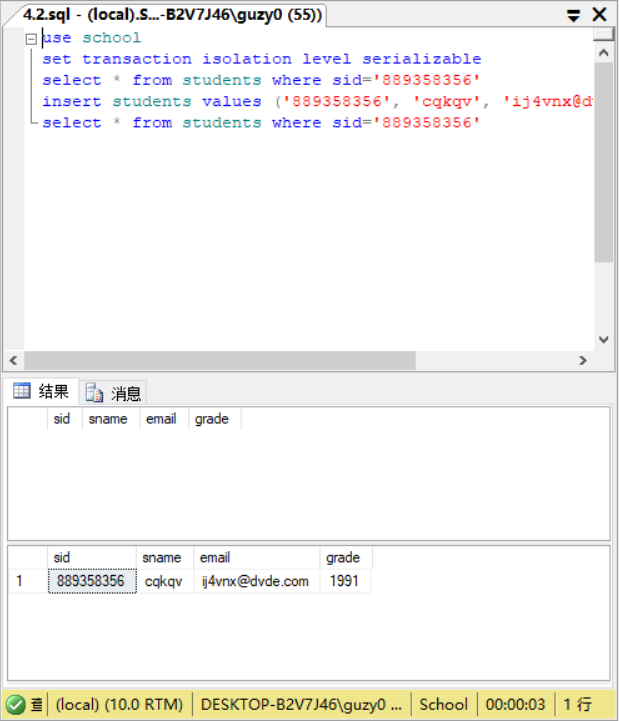 4.2.sql - (local).S...-B2V7J46\guzy0 (55))
use school
set transaction isolation level serializable
select * from students where sid='889358356'
insert students values ('889358356', 'cqkqv', 'ij4vnx@d
select * from students where sid='889358356'
结果 消息
sid sname email grade
sid sname email grade
1 889358356 cqkqv ij4vnx@dvde.com 1991
(local) (10.0 RTM) DESKTOP-B2V7J46\guzy0 ... School 00:00:03 1 行